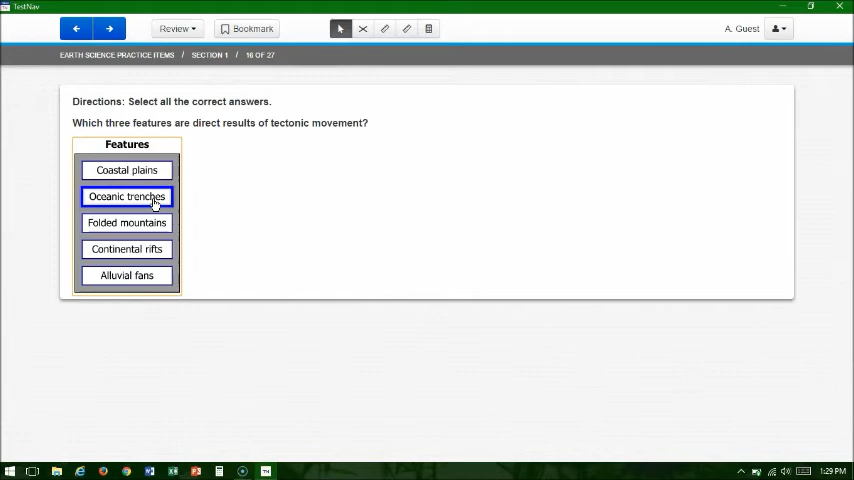 TestNav
Review
Bookmark
A. Guest
EARTH SCIENCE PRACTICE ITEMS / SECTION 1 / 16 OF 27
Directions: Select all the correct answers.
Which three features are direct results of tectonic movement?
Features
Coastal plains
Oceanic trenches
Folded mountains
Continental rifts
Alluvial fans
1:29 PM